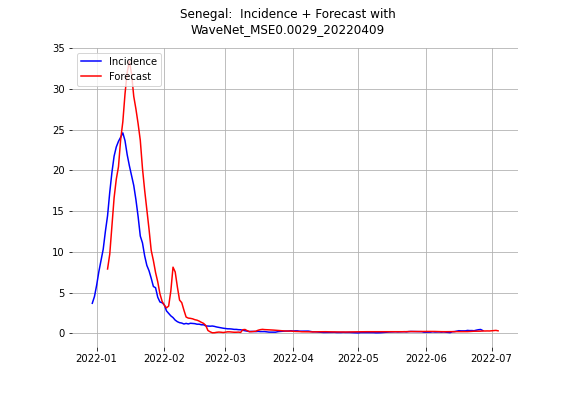 Senegal:  Incidence + Forecast with
WaveNet_MSE0.0029_20220409
35
30
25
20
15
10
5
0
Incidence
Forecast
2022-01 2022-02 2022-03 2022-04 2022-05 2022-06 2022-07